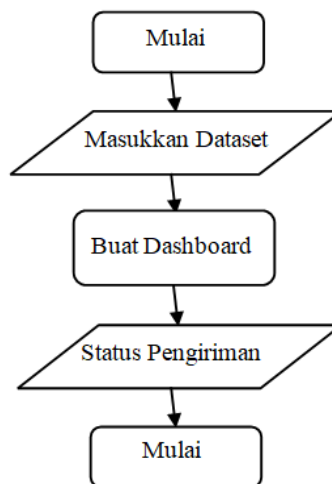 Mulai
Masukkan Dataset
Buat Dashboard
Status Pengiriman
Mulai